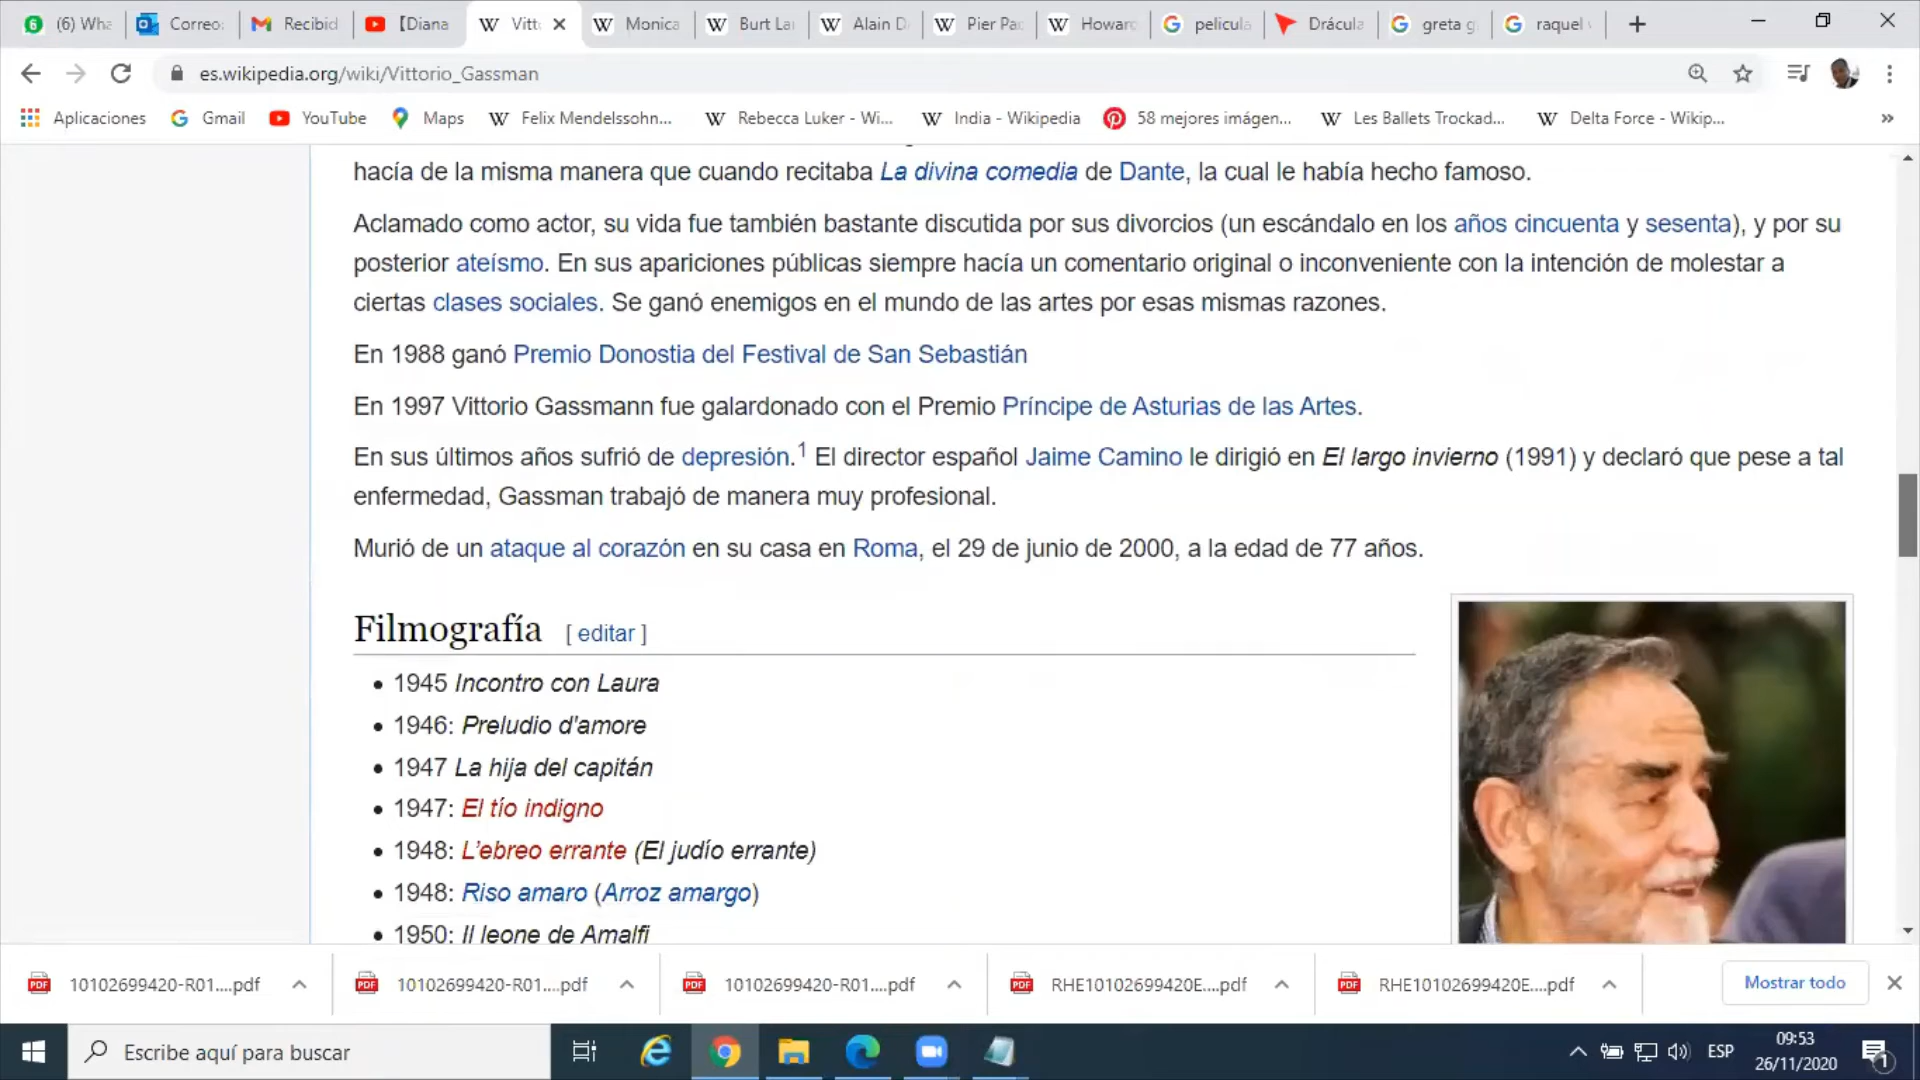 (6) Wha
Correo:
Recibid
【Diana
Vitt
Monica
Burt La
Alain D
Pier Pa
Howar
pelicula
Drácula
greta g
raquel
es.wikipedia.org/wiki/Vittorio_Gassman
Aplicaciones
Gmail
YouTube
Maps
Felix Mendelssohn...
Rebecca Luker - Wi...
India - Wikipedia
58 mejores imágen...
Les Ballets Trockad...
Delta Force - Wikip...
»
hacía de la misma manera que cuando recitaba La divina comedia de Dante, la cual le había hecho famoso.
Aclamado como actor, su vida fue también bastante discutida por sus divorcios (un escándalo en los años cincuenta y sesenta), y por su
posterior ateísmo. En sus apariciones públicas siempre hacía un comentario original o inconveniente con la intención de molestar a
ciertas clases sociales. Se ganó enemigos en el mundo de las artes por esas mismas razones.
En 1988 ganó Premio Donostia del Festival de San Sebastián
En 1997 Vittorio Gassmann fue galardonado con el Premio Príncipe de Asturias de las Artes.
En sus últimos años sufrió de depresión.1 El director español Jaime Camino le dirigió en El largo invierno (1991) y declaró que pese a tal
enfermedad, Gassman trabajó de manera muy profesional.
Murió de un ataque al corazón en su casa en Roma, el 29 de junio de 2000, a la edad de 77 años.
Filmografía [ editar ]
• 1945 Incontro con Laura
• 1946: Preludio d'amore
• 1947 La hija del capitán
• 1947: El tío indigno
• 1948: L'ebreo errante (El judío errante)
• 1948: Riso amaro (Arroz amargo)
• 1950: Il leone de Amalfi
10102699420-R01....pdf
10102699420-R01....pdf
10102699420-R01....pdf
RHE10102699420E....pdf
RHE10102699420E....pdf
Mostrar todo
Escribe aquí para buscar
ESP
09:53
26/11/2020
1